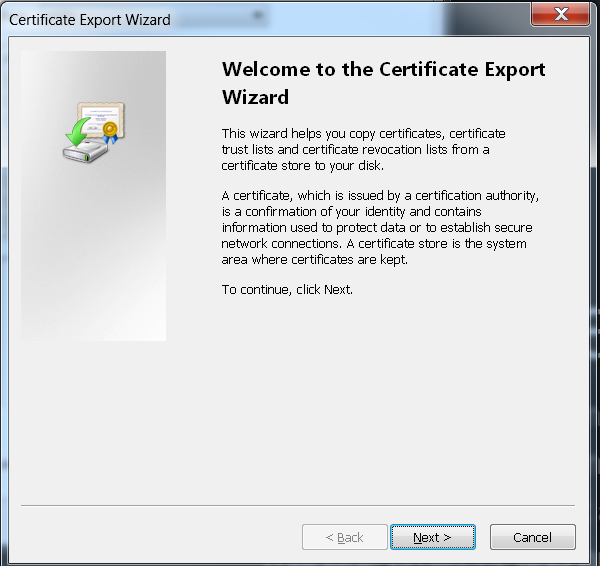 Certificate Export Wizard
Welcome to the Certificate Export
Wizard
This wizard helps you copy certificates, certificate
trust lists and certificate revocation lists from a
certificate store to your disk.
A certificate, which is issued by a certification authority,
is a confirmation of your identity and contains
information used to protect data or to establish secure
network connections. A certificate store is the system
area where certificates are kept.
To continue, click Next.
< Back
Next >
Cancel